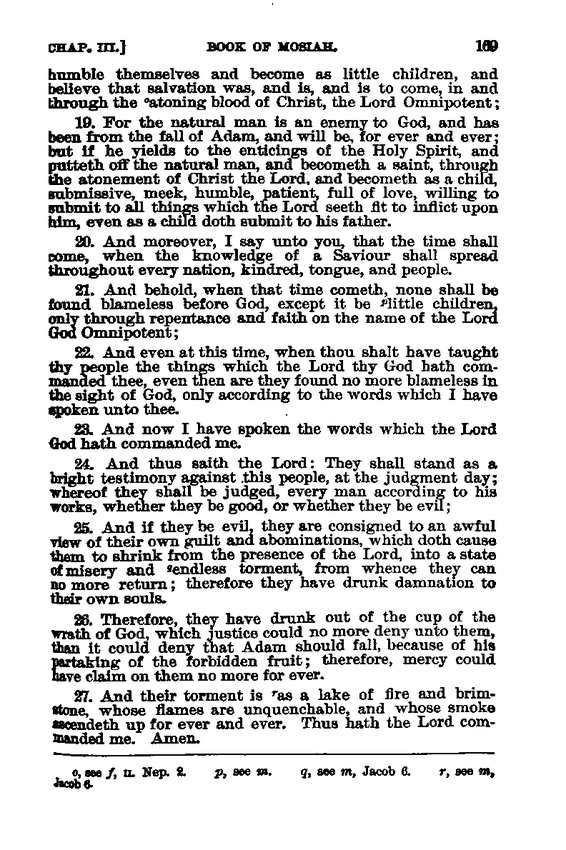 CHAP. III.] BOOK OF MOSIAH. 169
humble themselves and become as little children, and
believe that salvation was, and is, and is to come, in and
through the ᵒatoning blood of Christ, the Lord Omnipotent;
19. For the natural man is an enemy to God, and has
been from the fall of Adam, and will be, for ever and ever;
but if he yields to the enticings of the Holy Spirit, and
putteth off the natural man, and becometh a saint, through
the atonement of Christ the Lord, and becometh as a child,
submissive, meek, humble, patient, full of love, willing to
submit to all things which the Lord seeth fit to inflict upon
him, even as a child doth submit to his father.
20. And moreover, I say unto you, that the time shall
come, when the knowledge of a Saviour shall spread
throughout every nation, kindred, tongue, and people.
21. And behold, when that time cometh, none shall be
found blameless before God, except it be ᵖlittle children,
only through repentance and faith on the name of the Lord
God Omnipotent;
22. And even at this time, when thou shalt have taught
thy people the things which the Lord thy God hath com-
manded thee, even then are they found no more blameless in
the sight of God, only according to the words which I have
spoken unto thee.
23. And now I have spoken the words which the Lord
God hath commanded me.
24. And thus saith the Lord: They shall stand as a
bright testimony against this people, at the judgment day;
whereof they shall be judged, every man according to his
works, whether they be good, or whether they be evil;
25. And if they be evil, they are consigned to an awful
view of their own guilt and abominations, which doth cause
them to shrink from the presence of the Lord, into a state
of misery and qendless torment, from whence they can
no more return; therefore they have drunk damnation to
their own souls.
26. Therefore, they have drunk out of the cup of the
wrath of God, which justice could no more deny unto them,
than it could deny that Adam should fall, because of his
partaking of the forbidden fruit; therefore, mercy could
have claim on them no more for ever.
27. And their torment is ʳas a lake of fire and brim-
stone, whose flames are unquenchable, and whose smoke
ascendeth up for ever and ever. Thus hath the Lord com-
manded me. Amen.
o, see f, II. Nep. 2. p, see m. q, see m, Jacob 6. r, see m,
Jacob 6.